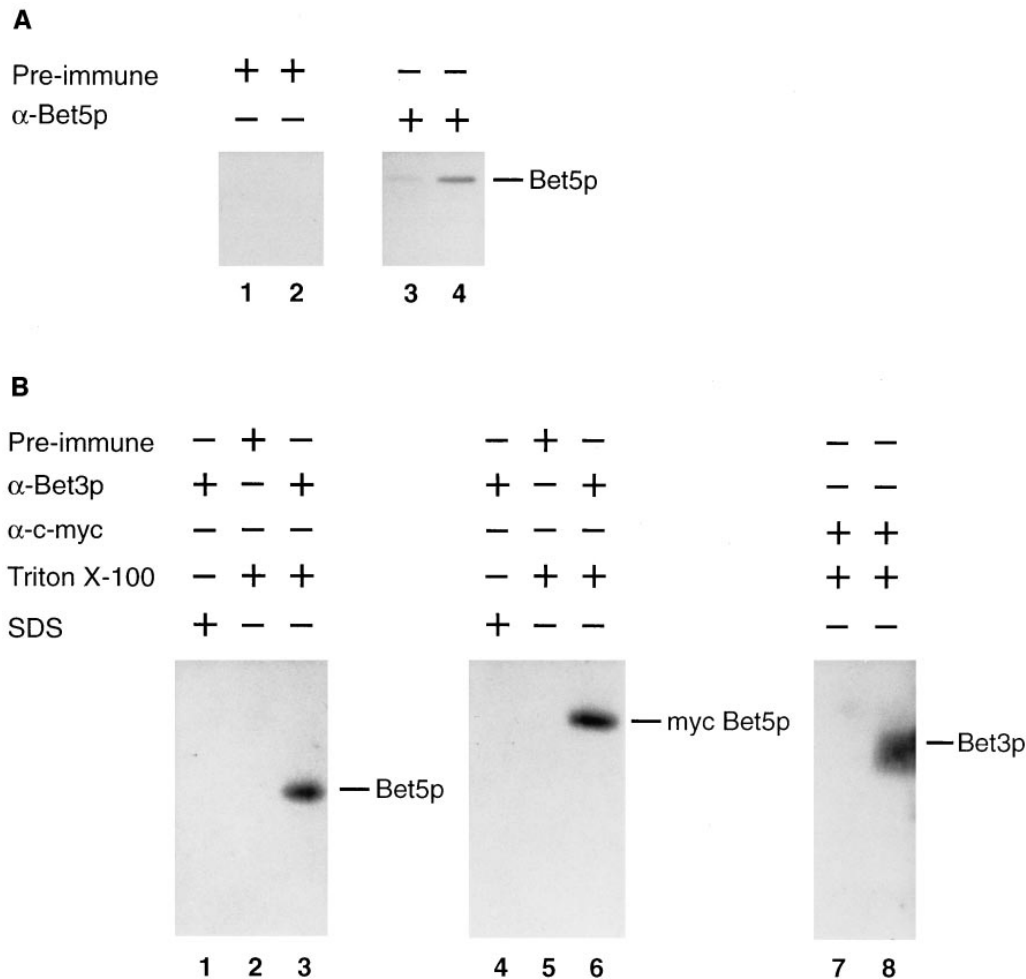 A
Pre-immune + + − −
α-Bet5p − − + +
Bet5p
1 2 3 4
B
Pre-immune − + − − + − − −
α-Bet3p + − + + − + − −
α-c-myc − − − − − − + +
Triton X-100 − + + − + + + +
SDS + − − + − − − −
myc Bet5p
Bet3p
Bet5p
1 2 3 4 5 6 7 8